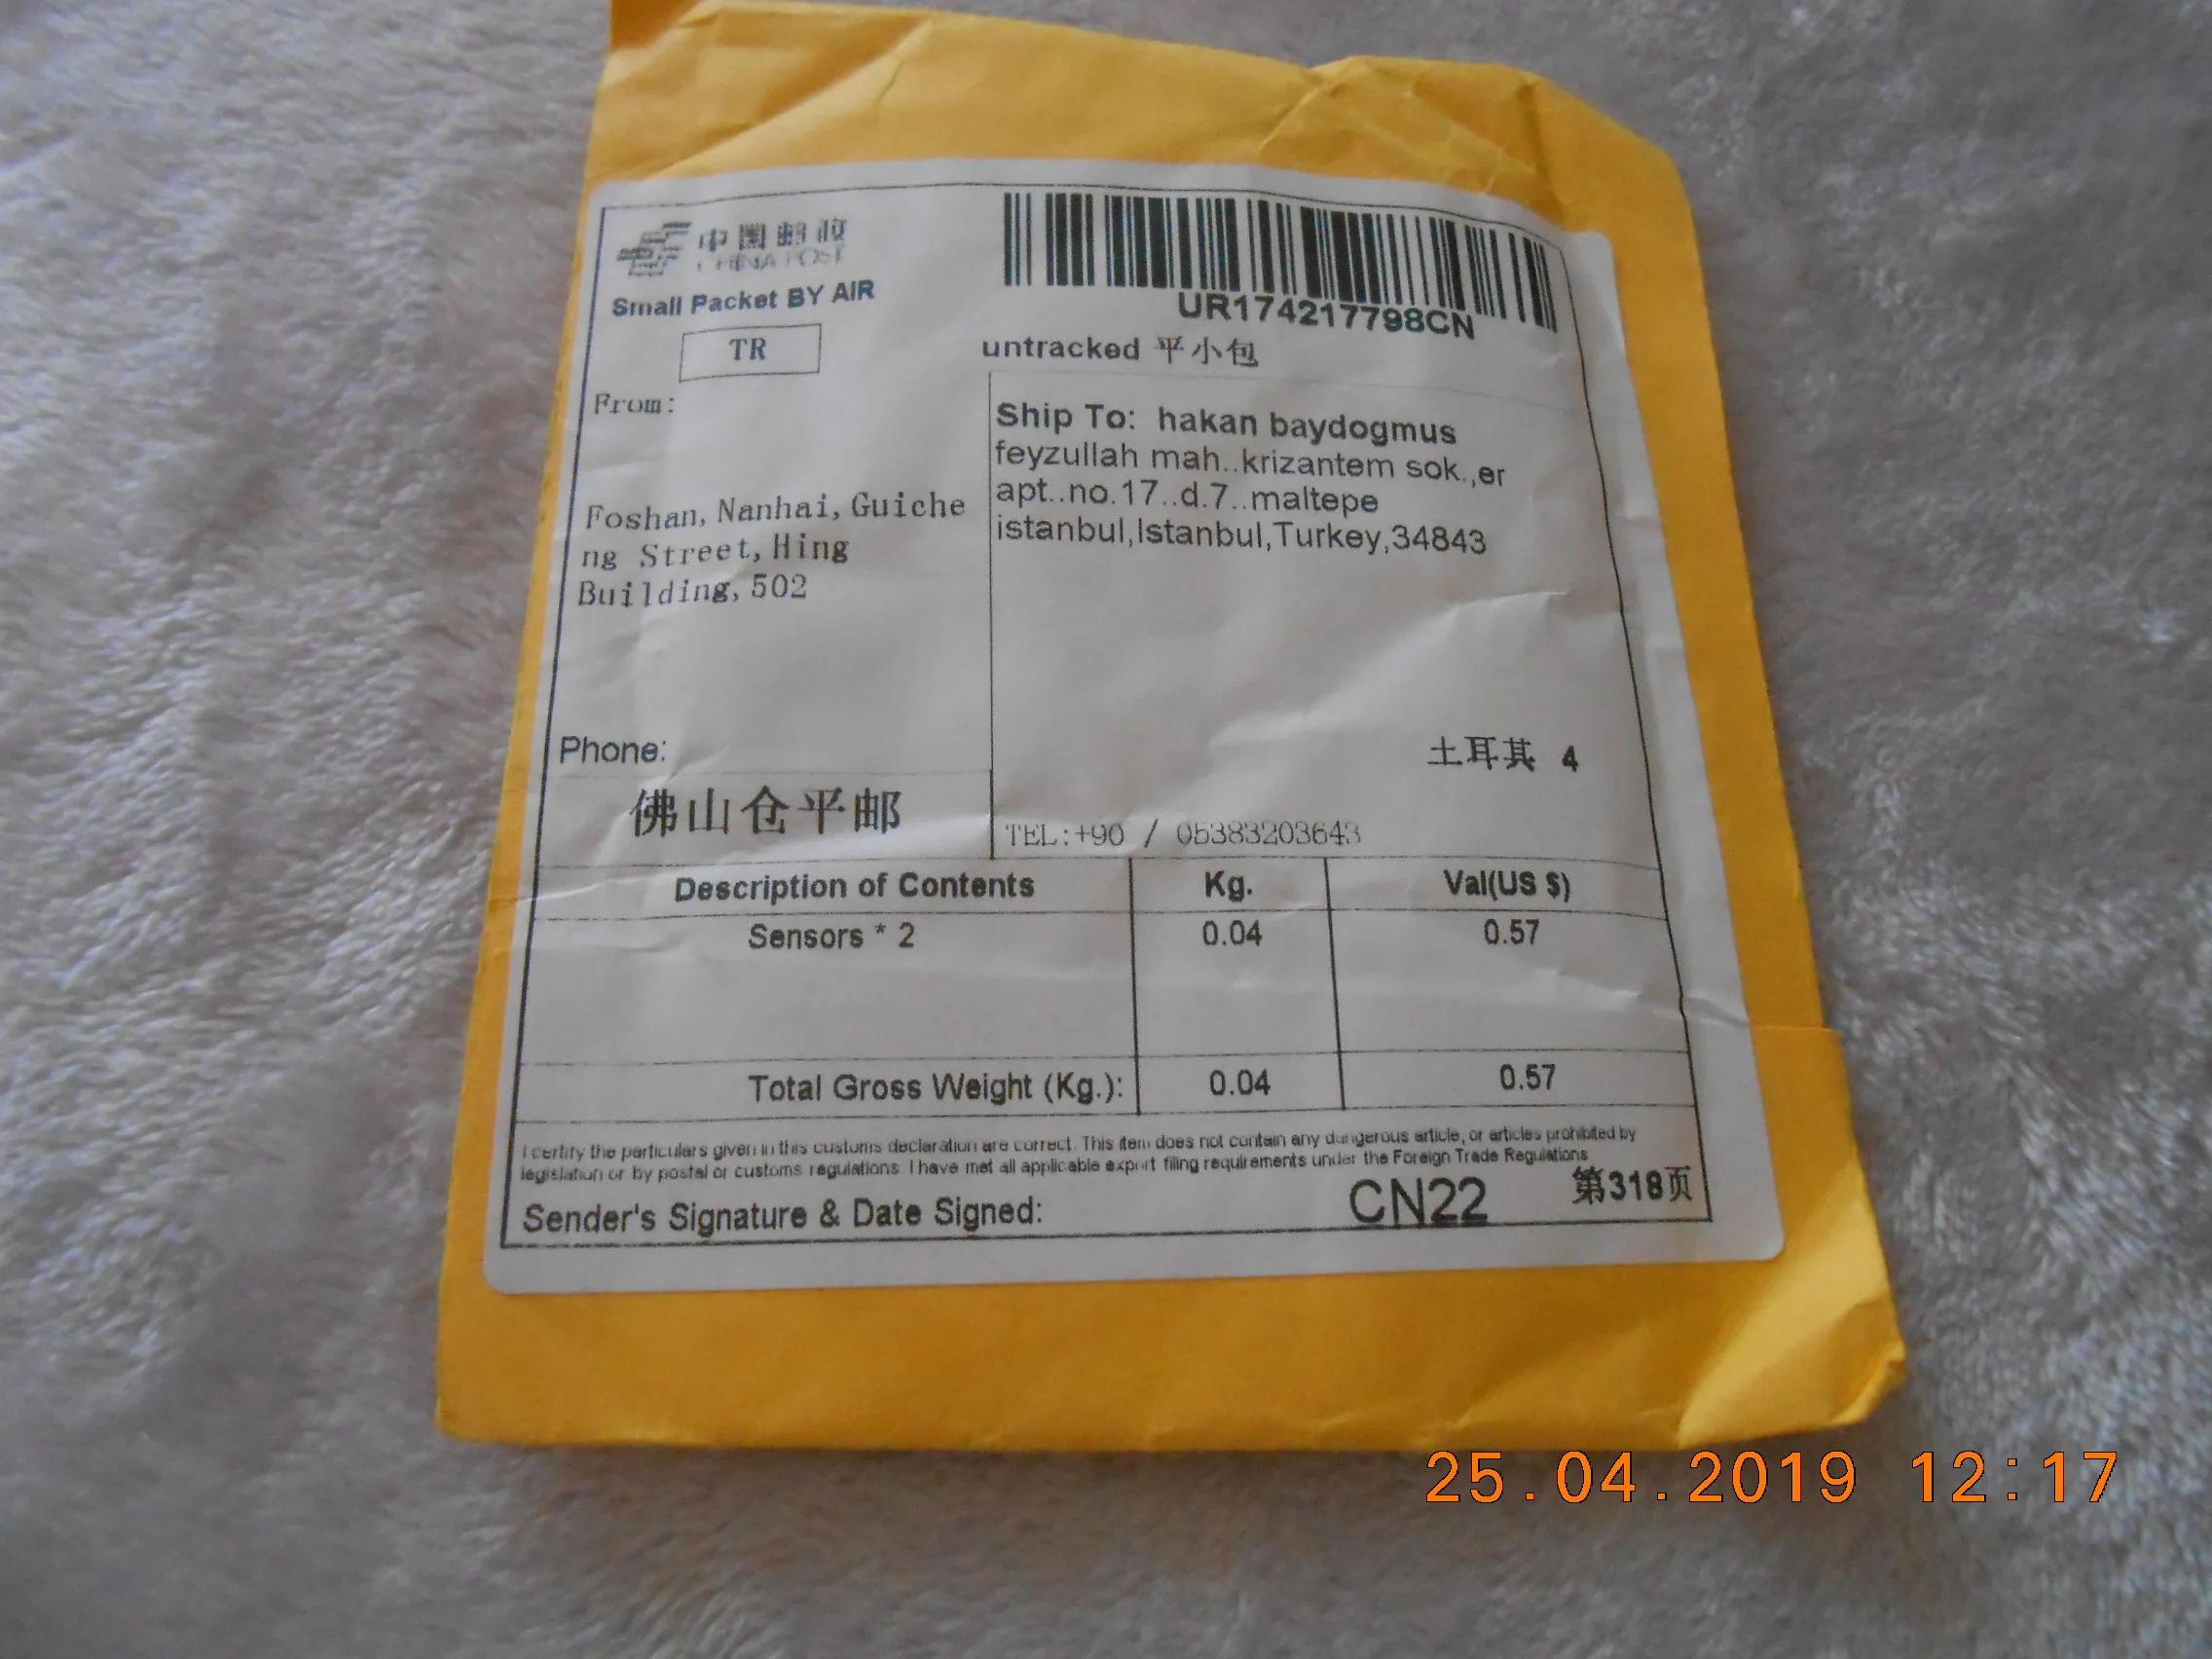 中国邮政
CHINA POST
Small Packet BY AIR
TR
UR174217798CN
untracked 平小包
From:
Foshan, Nanhai, Guiche
ng Street, Hing
Building, 502
Phone:
佛山仓平邮
Ship To: hakan baydogmus
feyzullah mah..krizantem sok.,er
apt..no.17..d.7..maltepe
istanbul,Istanbul,Turkey,34843
土耳其 4
TEL:+90 / 05383203643
Description of Contents Kg. Val(US $)
Sensors * 2 0.04 0.57
Total Gross Weight (Kg.): 0.04 0.57
I certify the particulars given in this customs declaration are correct. This item does not contain any dangerous article, or articles prohibited by
legislation or by postal or customs regulations. I have met all applicable export filing requirements under the Foreign Trade Regulations
Sender's Signature & Date Signed: CN22 第318页
25.04.2019 12:17